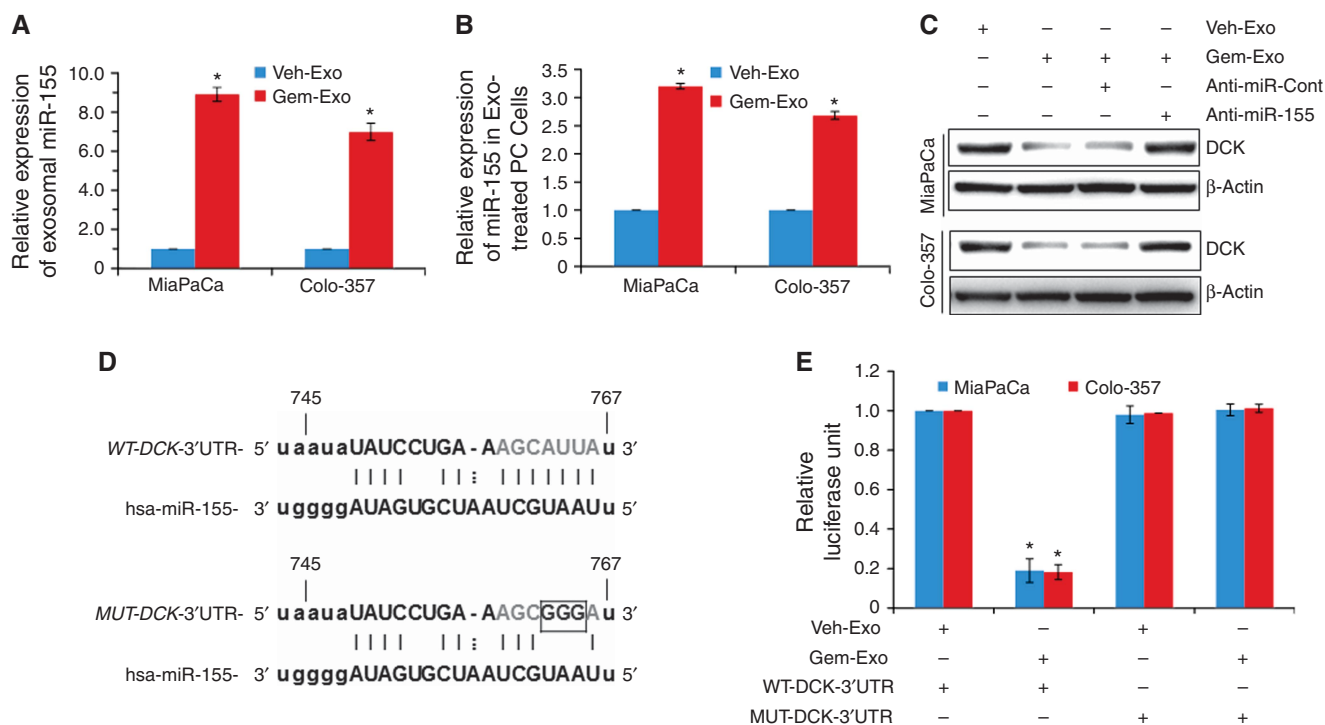 A
Relative expression
of exosomal miR-155
10.0
8.0
6.0
4.0
2.0
0
*
*
Veh-Exo
Gem-Exo
MiaPaCa
Colo-357
B
Relative expression
of miR-155 in Exo-
treated PC Cells
3.5
3.0
2.5
2.0
1.5
1.0
0.5
0
*
*
Veh-Exo
Gem-Exo
MiaPaCa
Colo-357
C
+ – – – Veh-Exo
– + + + Gem-Exo
– – + – Anti-miR-Cont
– – – + Anti-miR-155
MiaPaCa
DCK
β-Actin
Colo-357
DCK
β-Actin
D
745 767
WT-DCK-3′UTR- 5′ uaauaUAUCCUGA-AAGCAUUAu 3′
hsa-miR-155- 3′ uggggAUAGUGCUAAUCGUAAUu 5′
745 767
MUT-DCK-3′UTR- 5′ uaauaUAUCCUGA-AAGCGGGAu 3′
hsa-miR-155- 3′ uggggAUAGUGCUAAUCGUAAUu 5′
E
Relative
luciferase unit
1.2
1.0
0.8
0.6
0.4
0.2
0
MiaPaCa
Colo-357
* *
Veh-Exo + – + –
Gem-Exo – + – +
WT-DCK-3′UTR + + – –
MUT-DCK-3′UTR – – + +